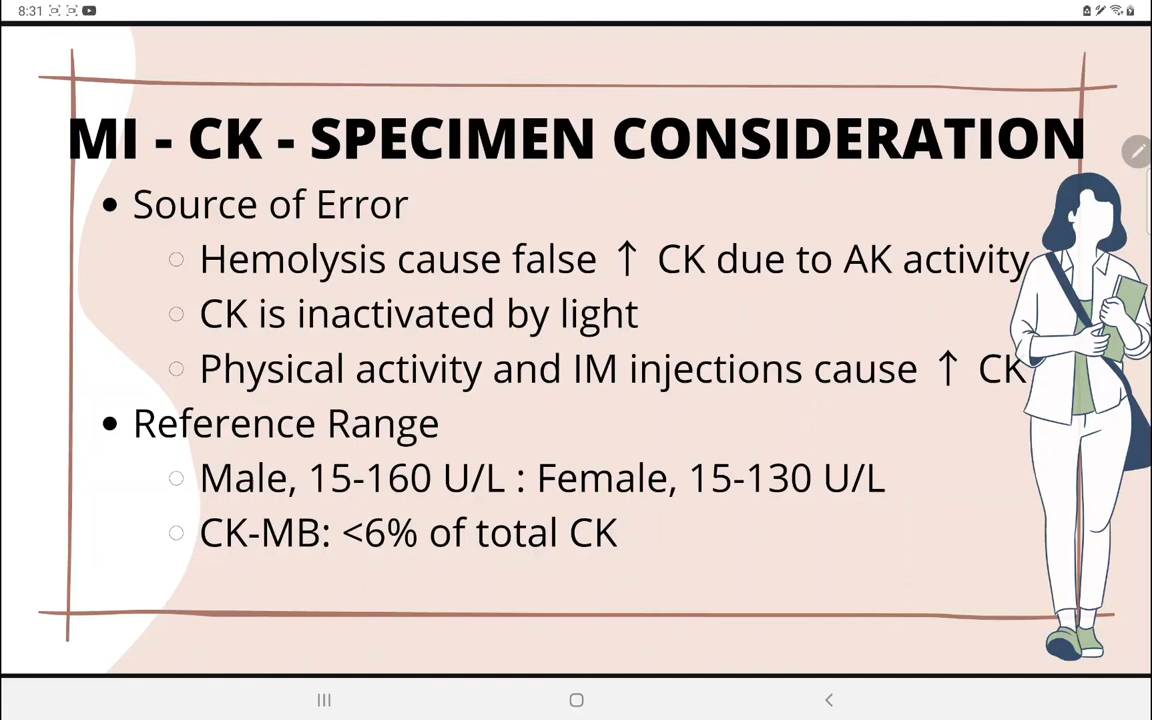 8:31
MI - CK - SPECIMEN CONSIDERATION
Source of Error
Hemolysis cause false ↑ CK due to AK activity
CK is inactivated by light
Physical activity and IM injections cause ↑ CK
Reference Range
Male, 15-160 U/L : Female, 15-130 U/L
CK-MB: <6% of total CK